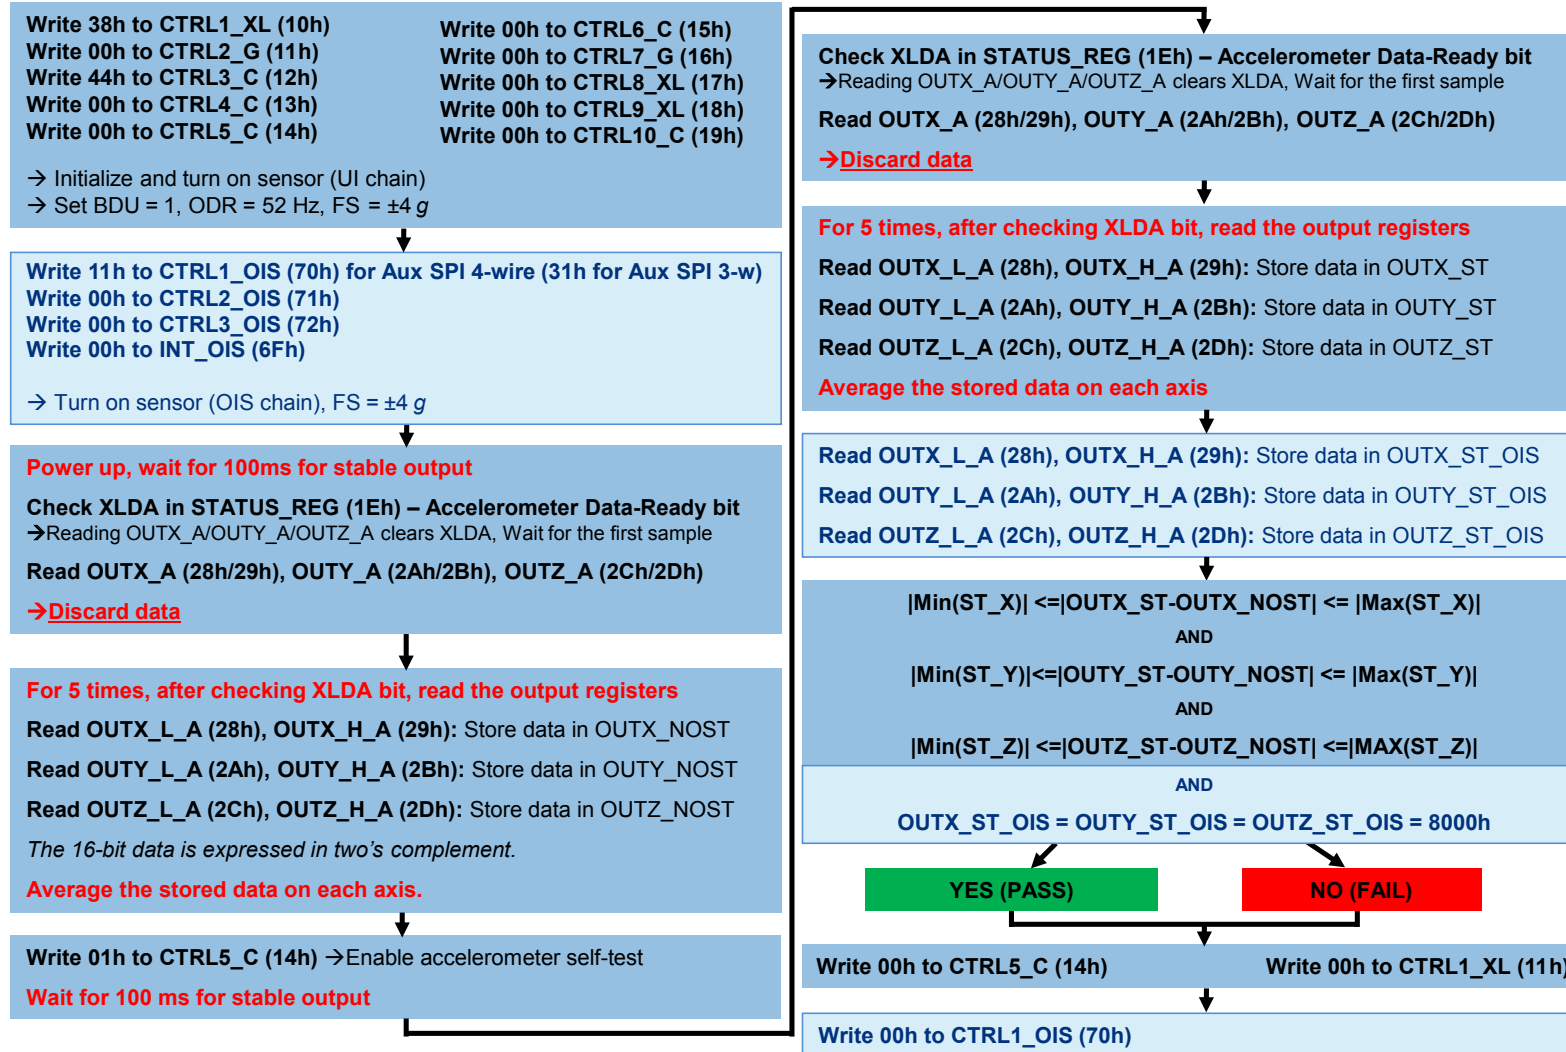 Write 38h to CTRL1_XL (10h)
Write 00h to CTRL2_G (11h)
Write 44h to CTRL3_C (12h)
Write 00h to CTRL4_C (13h)
Write 00h to CTRL5_C (14h)
Write 00h to CTRL6_C (15h)
Write 00h to CTRL7_G (16h)
Write 00h to CTRL8_XL (17h)
Write 00h to CTRL9_XL (18h)
Write 00h to CTRL10_C (19h)
→ Initialize and turn on sensor (UI chain)
→ Set BDU = 1, ODR = 52 Hz, FS = ±4 g
Write 11h to CTRL1_OIS (70h) for Aux SPI 4-wire (31h for Aux SPI 3-w)
Write 00h to CTRL2_OIS (71h)
Write 00h to CTRL3_OIS (72h)
Write 00h to INT_OIS (6Fh)
→ Turn on sensor (OIS chain), FS = ±4 g
Power up, wait for 100ms for stable output
Check XLDA in STATUS_REG (1Eh) – Accelerometer Data-Ready bit
→Reading OUTX_A/OUTY_A/OUTZ_A clears XLDA, Wait for the first sample
Read OUTX_A (28h/29h), OUTY_A (2Ah/2Bh), OUTZ_A (2Ch/2Dh)
→Discard data
For 5 times, after checking XLDA bit, read the output registers
Read OUTX_L_A (28h), OUTX_H_A (29h): Store data in OUTX_NOST
Read OUTY_L_A (2Ah), OUTY_H_A (2Bh): Store data in OUTY_NOST
Read OUTZ_L_A (2Ch), OUTZ_H_A (2Dh): Store data in OUTZ_NOST
The 16-bit data is expressed in two's complement.
Average the stored data on each axis.
Write 01h to CTRL5_C (14h) →Enable accelerometer self-test
Wait for 100 ms for stable output
Check XLDA in STATUS_REG (1Eh) – Accelerometer Data-Ready bit
→Reading OUTX_A/OUTY_A/OUTZ_A clears XLDA, Wait for the first sample
Read OUTX_A (28h/29h), OUTY_A (2Ah/2Bh), OUTZ_A (2Ch/2Dh)
→Discard data
For 5 times, after checking XLDA bit, read the output registers
Read OUTX_L_A (28h), OUTX_H_A (29h): Store data in OUTX_ST
Read OUTY_L_A (2Ah), OUTY_H_A (2Bh): Store data in OUTY_ST
Read OUTZ_L_A (2Ch), OUTZ_H_A (2Dh): Store data in OUTZ_ST
Average the stored data on each axis
Read OUTX_L_A (28h), OUTX_H_A (29h): Store data in OUTX_ST_OIS
Read OUTY_L_A (2Ah), OUTY_H_A (2Bh): Store data in OUTY_ST_OIS
Read OUTZ_L_A (2Ch), OUTZ_H_A (2Dh): Store data in OUTZ_ST_OIS
|Min(ST_X)| <=|OUTX_ST-OUTX_NOST| <= |Max(ST_X)|
AND
|Min(ST_Y)|<=|OUTY_ST-OUTY_NOST| <= |Max(ST_Y)|
AND
|Min(ST_Z)| <=|OUTZ_ST-OUTZ_NOST| <=|MAX(ST_Z)|
AND
OUTX_ST_OIS = OUTY_ST_OIS = OUTZ_ST_OIS = 8000h
YES (PASS)
NO (FAIL)
Write 00h to CTRL5_C (14h)
Write 00h to CTRL1_XL (11h)
Write 00h to CTRL1_OIS (70h)